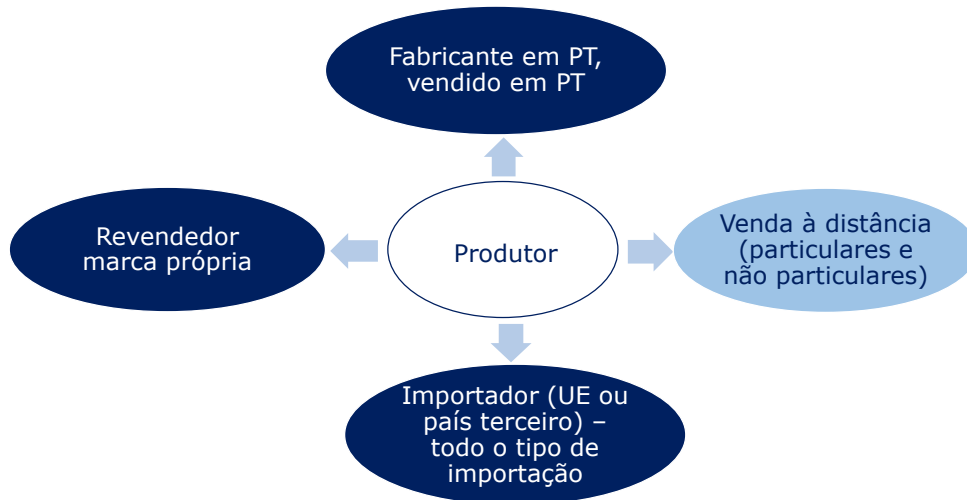 Fabricante em PT,
vendido em PT
Revendedor
marca própria
Produtor
Venda à distância
(particulares e
não particulares)
Importador (UE ou
país terceiro) –
todo o tipo de
importação